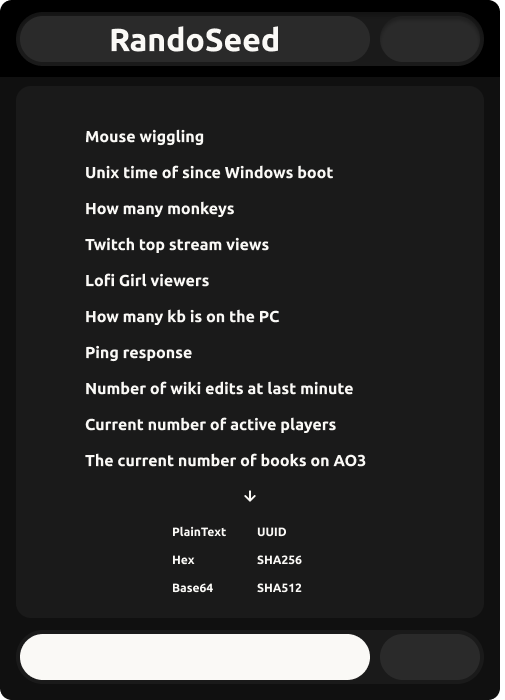 RandoSeed
Mouse wiggling
Unix time of since Windows boot
How many monkeys
Twitch top stream views
Lofi Girl viewers
How many kb is on the PC
Ping response
Number of wiki edits at last minute
Current number of active players
The current number of books on AO3
↓
PlainText UUID
Hex SHA256
Base64 SHA512